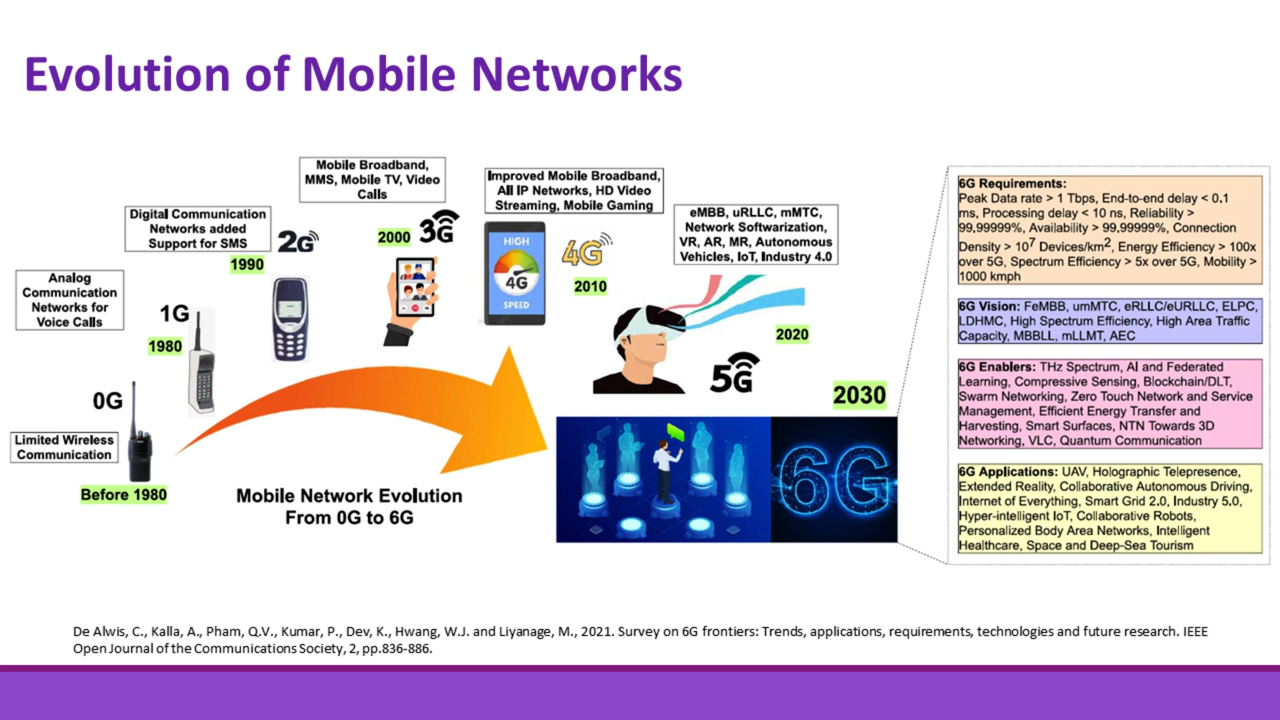 Evolution of Mobile Networks
0G
Limited Wireless
Communication
Before 1980
Analog
Communication
Networks for
Voice Calls
1G
1980
Digital Communication
Networks added
Support for SMS
2G
1990
Mobile Broadband,
MMS, Mobile TV, Video
Calls
2000
3G
Improved Mobile Broadband,
All IP Networks, HD Video
Streaming, Mobile Gaming
HIGH
4G
SPEED
4G
2010
eMBB, uRLLC, mMTC,
Network Softwarization,
VR, AR, MR, Autonomous
Vehicles, IoT, Industry 4.0
2020
5G
2030
6G
Mobile Network Evolution
From 0G to 6G
6G Requirements:
Peak Data rate > 1 Tbps, End-to-end delay < 0.1
ms, Processing delay < 10 ns, Reliability >
99,99999%, Availability > 99,99999%, Connection
Density > 10⁷ Devices/km², Energy Efficiency > 100x
over 5G, Spectrum Efficiency > 5x over 5G, Mobility >
1000 kmph
6G Vision: FeMBB, umMTC, eRLLC/eURLLC, ELPC,
LDHMC, High Spectrum Efficiency, High Area Traffic
Capacity, MBBLL, mLLMT, AEC
6G Enablers: THz Spectrum, AI and Federated
Learning, Compressive Sensing, Blockchain/DLT,
Swarm Networking, Zero Touch Network and Service
Management, Efficient Energy Transfer and
Harvesting, Smart Surfaces, NTN Towards 3D
Networking, VLC, Quantum Communication
6G Applications: UAV, Holographic Telepresence,
Extended Reality, Collaborative Autonomous Driving,
Internet of Everything, Smart Grid 2.0, Industry 5.0,
Hyper-intelligent IoT, Collaborative Robots,
Personalized Body Area Networks, Intelligent
Healthcare, Space and Deep-Sea Tourism
De Alwis, C., Kalla, A., Pham, Q.V., Kumar, P., Dev, K., Hwang, W.J. and Liyanage, M., 2021. Survey on 6G frontiers: Trends, applications, requirements, technologies and future research. IEEE
Open Journal of the Communications Society, 2, pp.836-886.